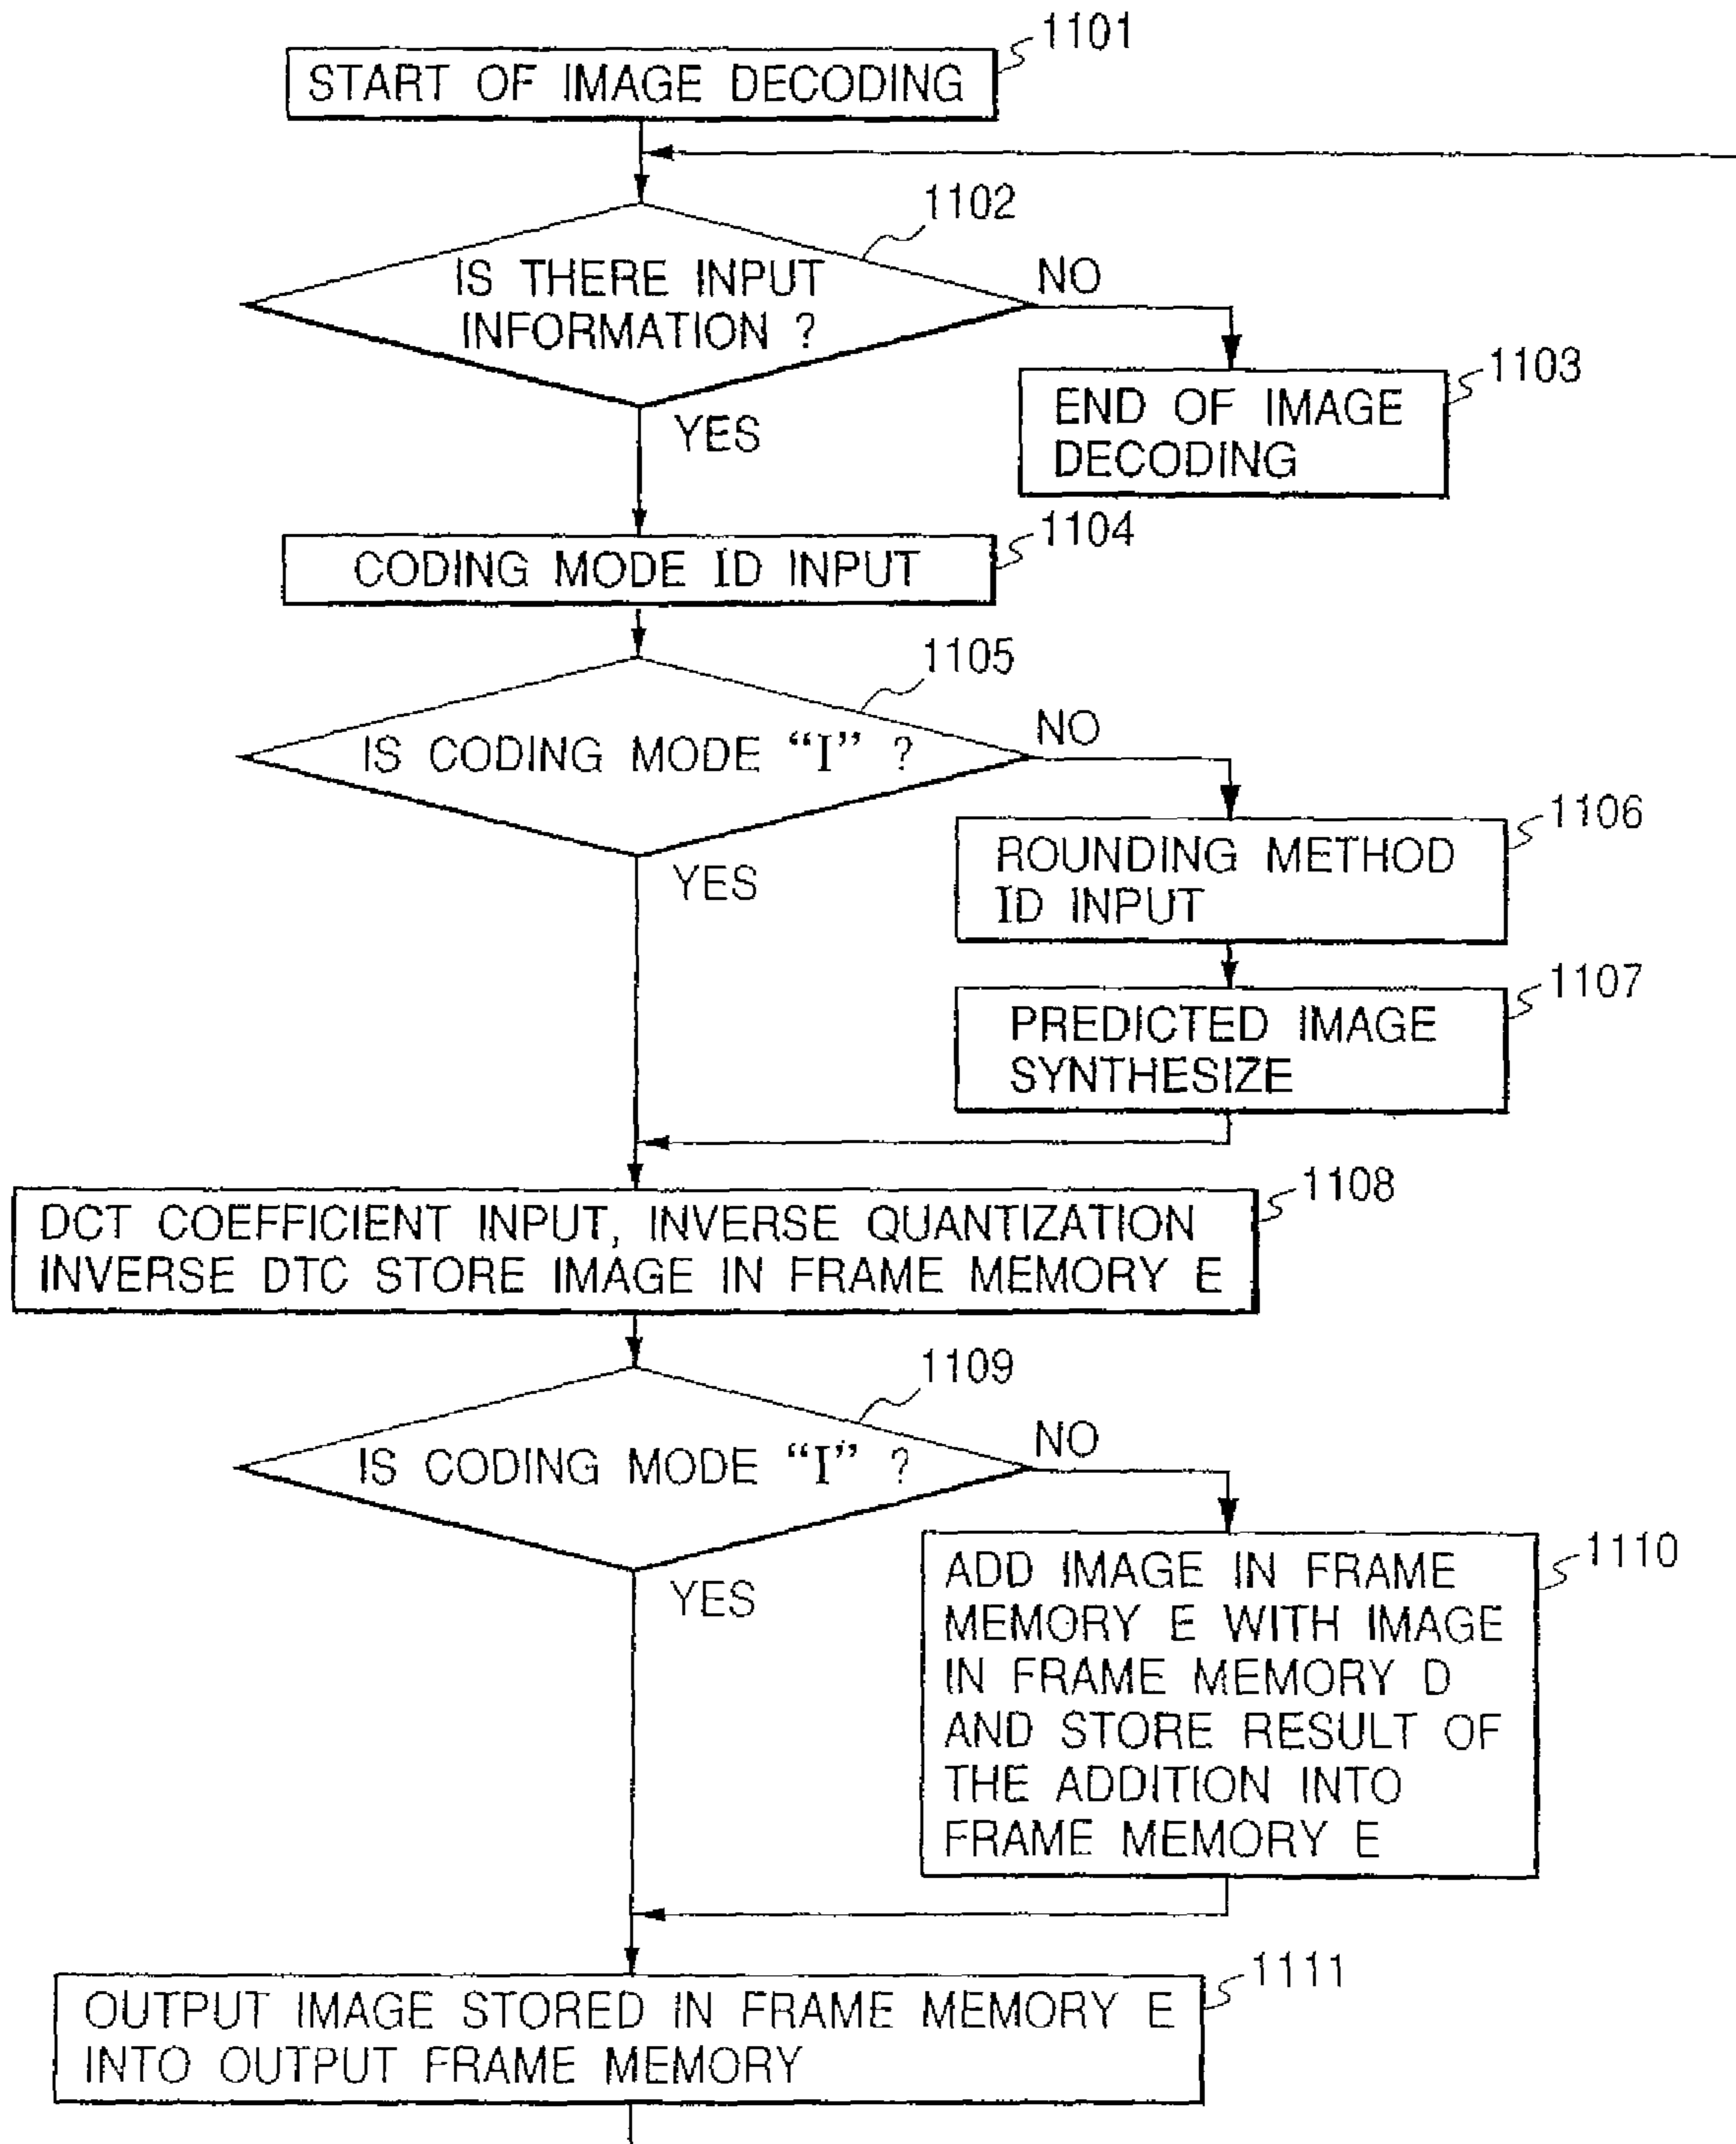 1101
START OF IMAGE DECODING
1102
IS THERE INPUT
INFORMATION ?
NO
1103
END OF IMAGE
DECODING
YES
1104
CODING MODE ID INPUT
1105
IS CODING MODE “I” ?
NO
1106
ROUNDING METHOD
ID INPUT
YES
1107
PREDICTED IMAGE
SYNTHESIZE
1108
DCT COEFFICIENT INPUT, INVERSE QUANTIZATION
INVERSE DTC STORE IMAGE IN FRAME MEMORY E
1109
IS CODING MODE “I” ?
NO
1110
ADD IMAGE IN FRAME
MEMORY E WITH IMAGE
IN FRAME MEMORY D
AND STORE RESULT OF
THE ADDITION INTO
FRAME MEMORY E
YES
1111
OUTPUT IMAGE STORED IN FRAME MEMORY E
INTO OUTPUT FRAME MEMORY